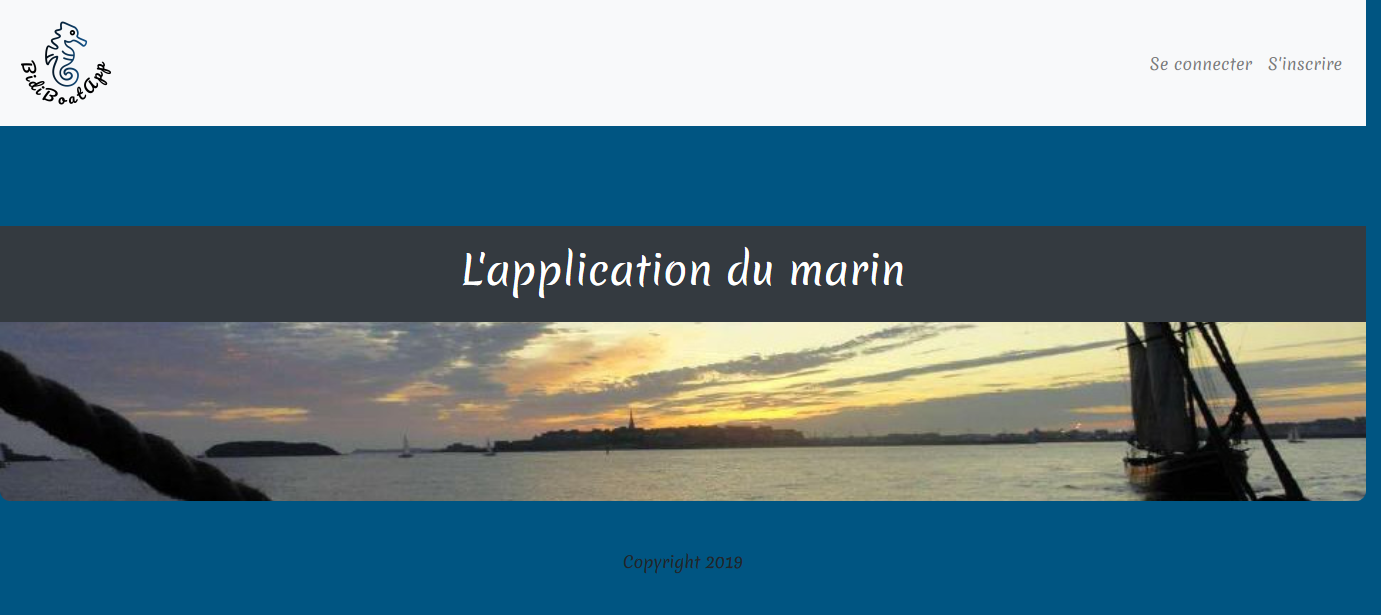 BidiBoatApp
Se connecter S'inscrire
L'application du marin
Copyright 2019